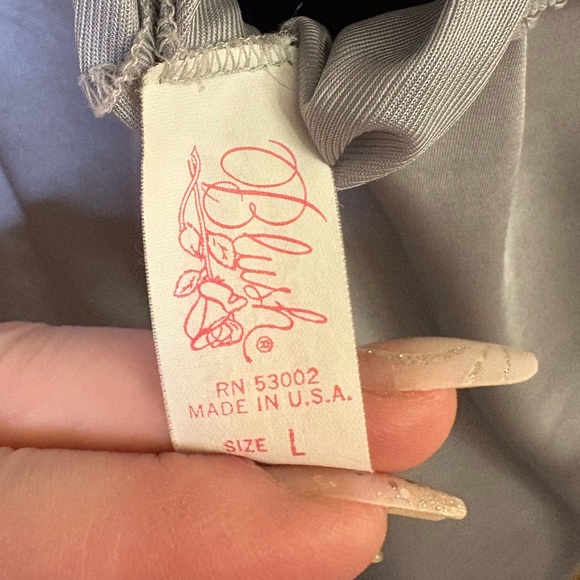 Blush®
RN 53002
MADE IN U.S.A.
SIZE L